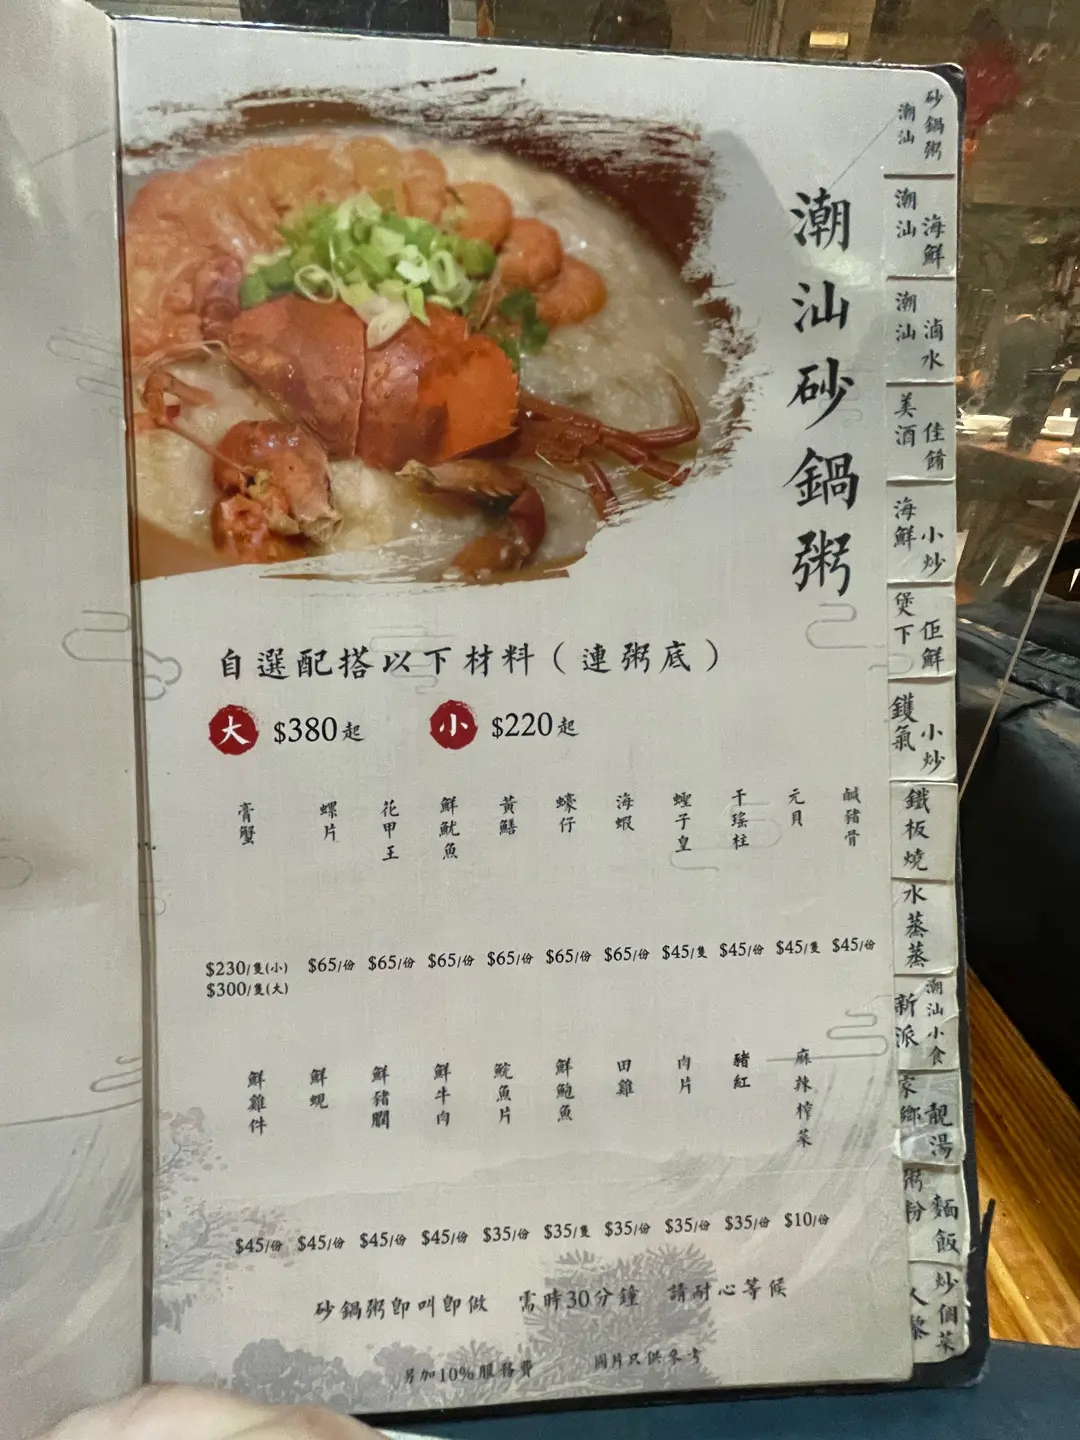 潮汕砂鍋粥
自選配搭以下材料（連粥底）
大 $380起 小 $220起
膏蟹 $230/隻(小) $300/隻(大)
螺片 $65/份
花甲王 $65/份
鮮魷魚 $65/份
黃鱔 $65/份
蠔仔 $65/份
海蝦 $65/份
蟶子皇 $45/隻
干瑤柱 $45/份
元貝 $45/隻
鹹豬骨 $45/份
鮮雞件 $45/份
鮮蜆 $45/份
鮮豬膶 $45/份
鮮牛肉 $45/份
鯇魚片 $35/份
鮮鮑魚 $35/隻
田雞 $35/份
肉片 $35/份
豬紅 $35/份
麻辣榨菜 $10/份
砂鍋粥即叫即做 需時30分鐘 請耐心等候
另加10%服務費 圖片只供參考
潮汕砂鍋粥
潮汕海鮮
潮汕滷水
美酒佳餚
海鮮小炒
煲下佢鮮
鑊氣小炒
鐵板燒
水蒸蒸
新派潮汕小食
家鄉靚湯
粥粉麵飯
炒個菜